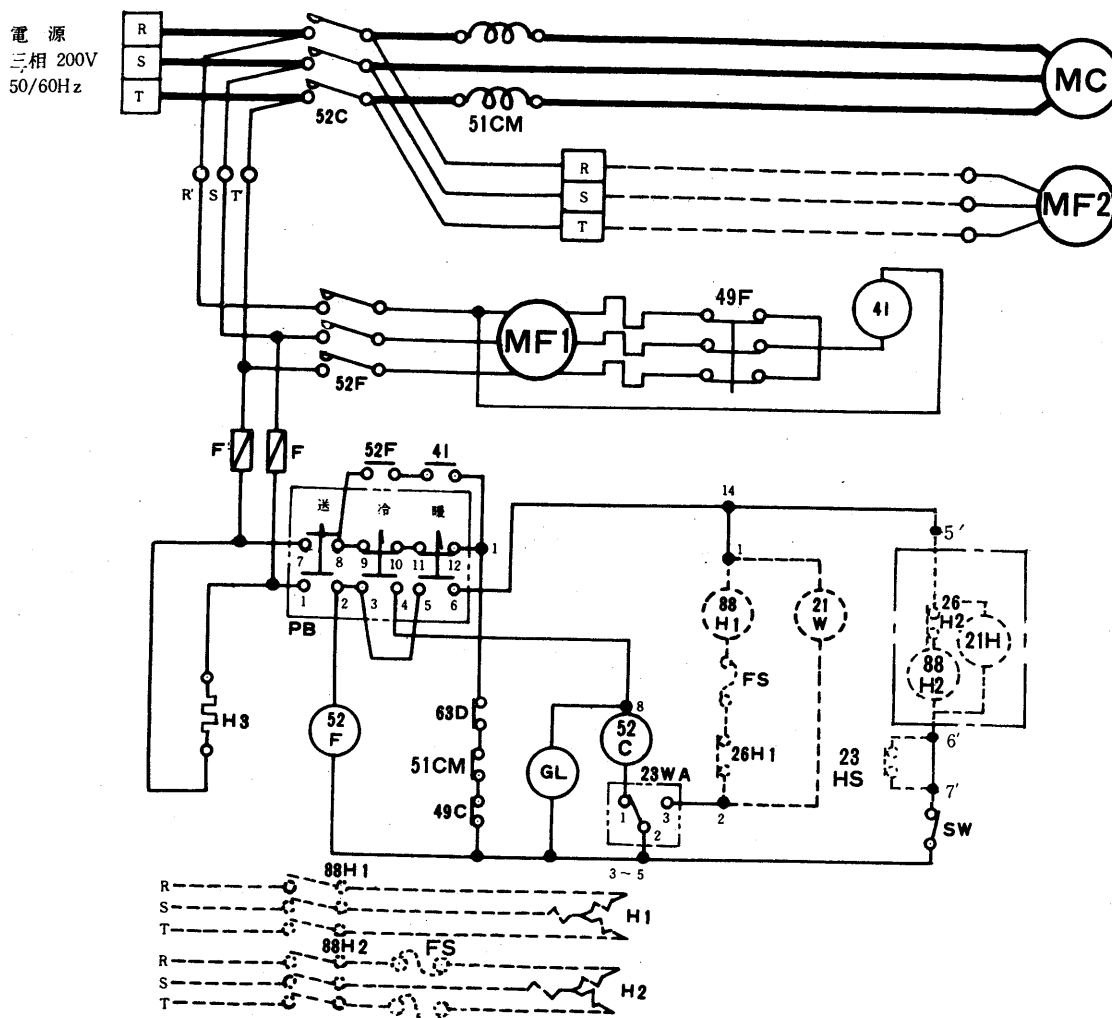 電 源
三相 200V
50/60Hz
R
S
T
52C
51CM
MC
R
S
T
MF2
R' S T'
52F
MF1
49F
41
F
F
52F 41
送 冷 暖
7 8 9 10 11 12
1 2 3 4 5 6
PB
1
14
1
5'
88
H1
21
W
26
H2
21H
88
H2
FS
26H1
H3
52
F
63D
51CM
49C
GL
8
52
C
23WA
1 2 3
2
3~5
23
HS
6'
7'
SW
88H1
R
S
T
H1
88H2 FS
R
S
T
H2